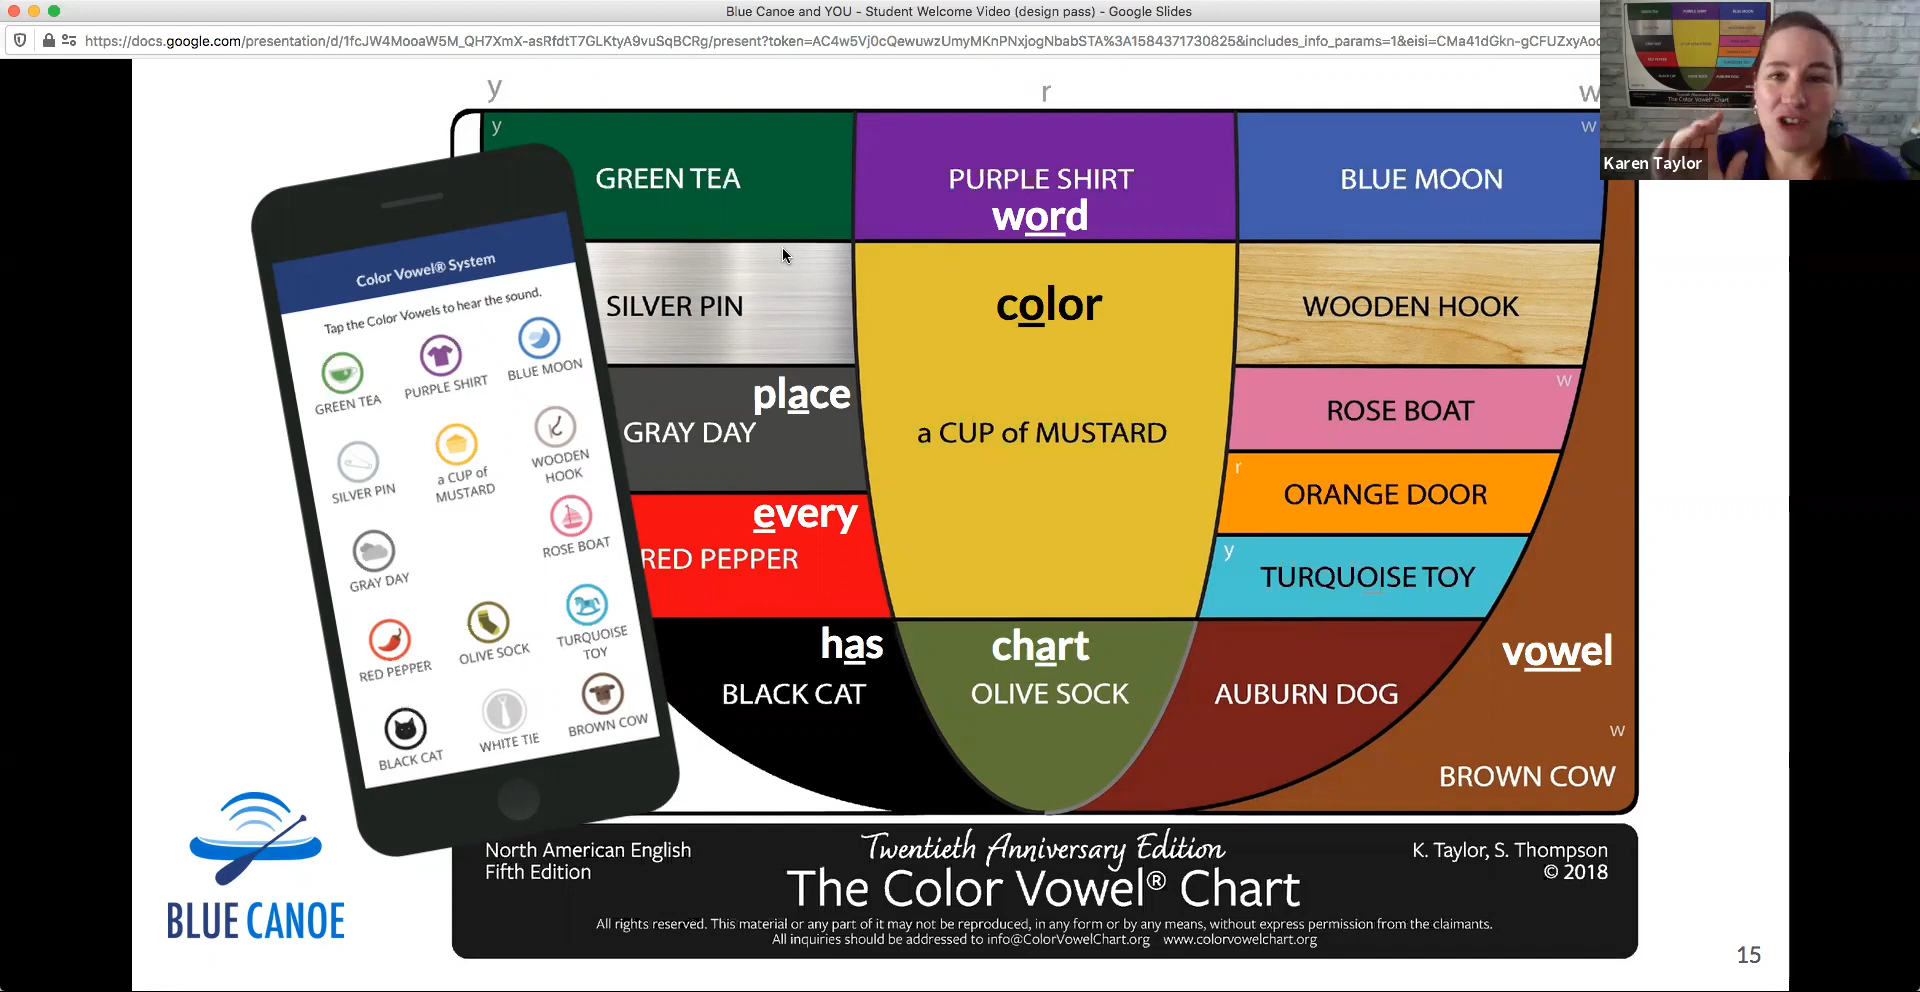 Blue Canoe and YOU - Student Welcome Video (design pass) - Google Slides
https://docs.google.com/presentation/d/1fcJW4MooaW5M_QH7XmX-asRfdtT7GLKtyA9vuSqBCRg/present?token=AC4w5Vj0cQewuwzUmyMKnPNxjogNbabSTA%3A1584371730825&includes_info_params=1&eisi=CMa41dGkn-gCFUZxyAo
Karen Taylor
y r w
y
GREEN TEA
PURPLE SHIRT
word
w
BLUE MOON
SILVER PIN
color
WOODEN HOOK
place
GRAY DAY
a CUP of MUSTARD
w
ROSE BOAT
r
ORANGE DOOR
every
RED PEPPER
y
TURQUOISE TOY
has
BLACK CAT
chart
OLIVE SOCK
AUBURN DOG
vowel
w
BROWN COW
Color Vowel® System
Tap the Color Vowels to hear the sound.
GREEN TEA
PURPLE SHIRT
BLUE MOON
SILVER PIN
a CUP of
MUSTARD
WOODEN
HOOK
GRAY DAY
ROSE BOAT
RED PEPPER
OLIVE SOCK
TURQUOISE
TOY
BLACK CAT
WHITE TIE
BROWN COW
BLUE CANOE
North American English
Fifth Edition
Twentieth Anniversary Edition
The Color Vowel® Chart
K. Taylor, S. Thompson
© 2018
All rights reserved. This material or any part of it may not be reproduced, in any form or by any means, without express permission from the claimants.
All inquiries should be addressed to info@ColorVowelChart.org www.colorvowelchart.org
15